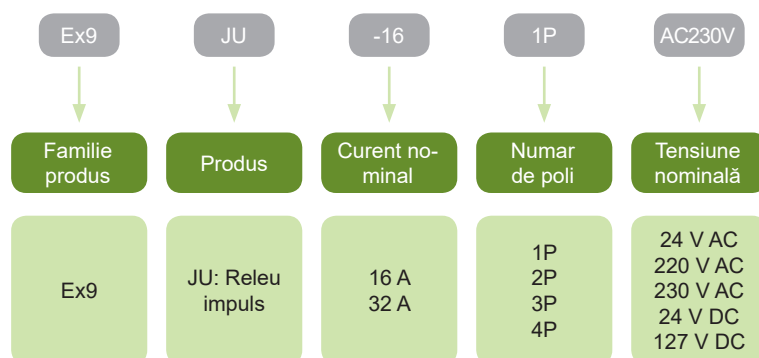 Ex9
JU
-16
1P
AC230V
Familie
produs
Produs
Curent no-
minal
Numar
de poli
Tensiune
nominală
Ex9
JU: Releu
impuls
16 A
32 A
1P
2P
3P
4P
24 V AC
220 V AC
230 V AC
24 V DC
127 V DC